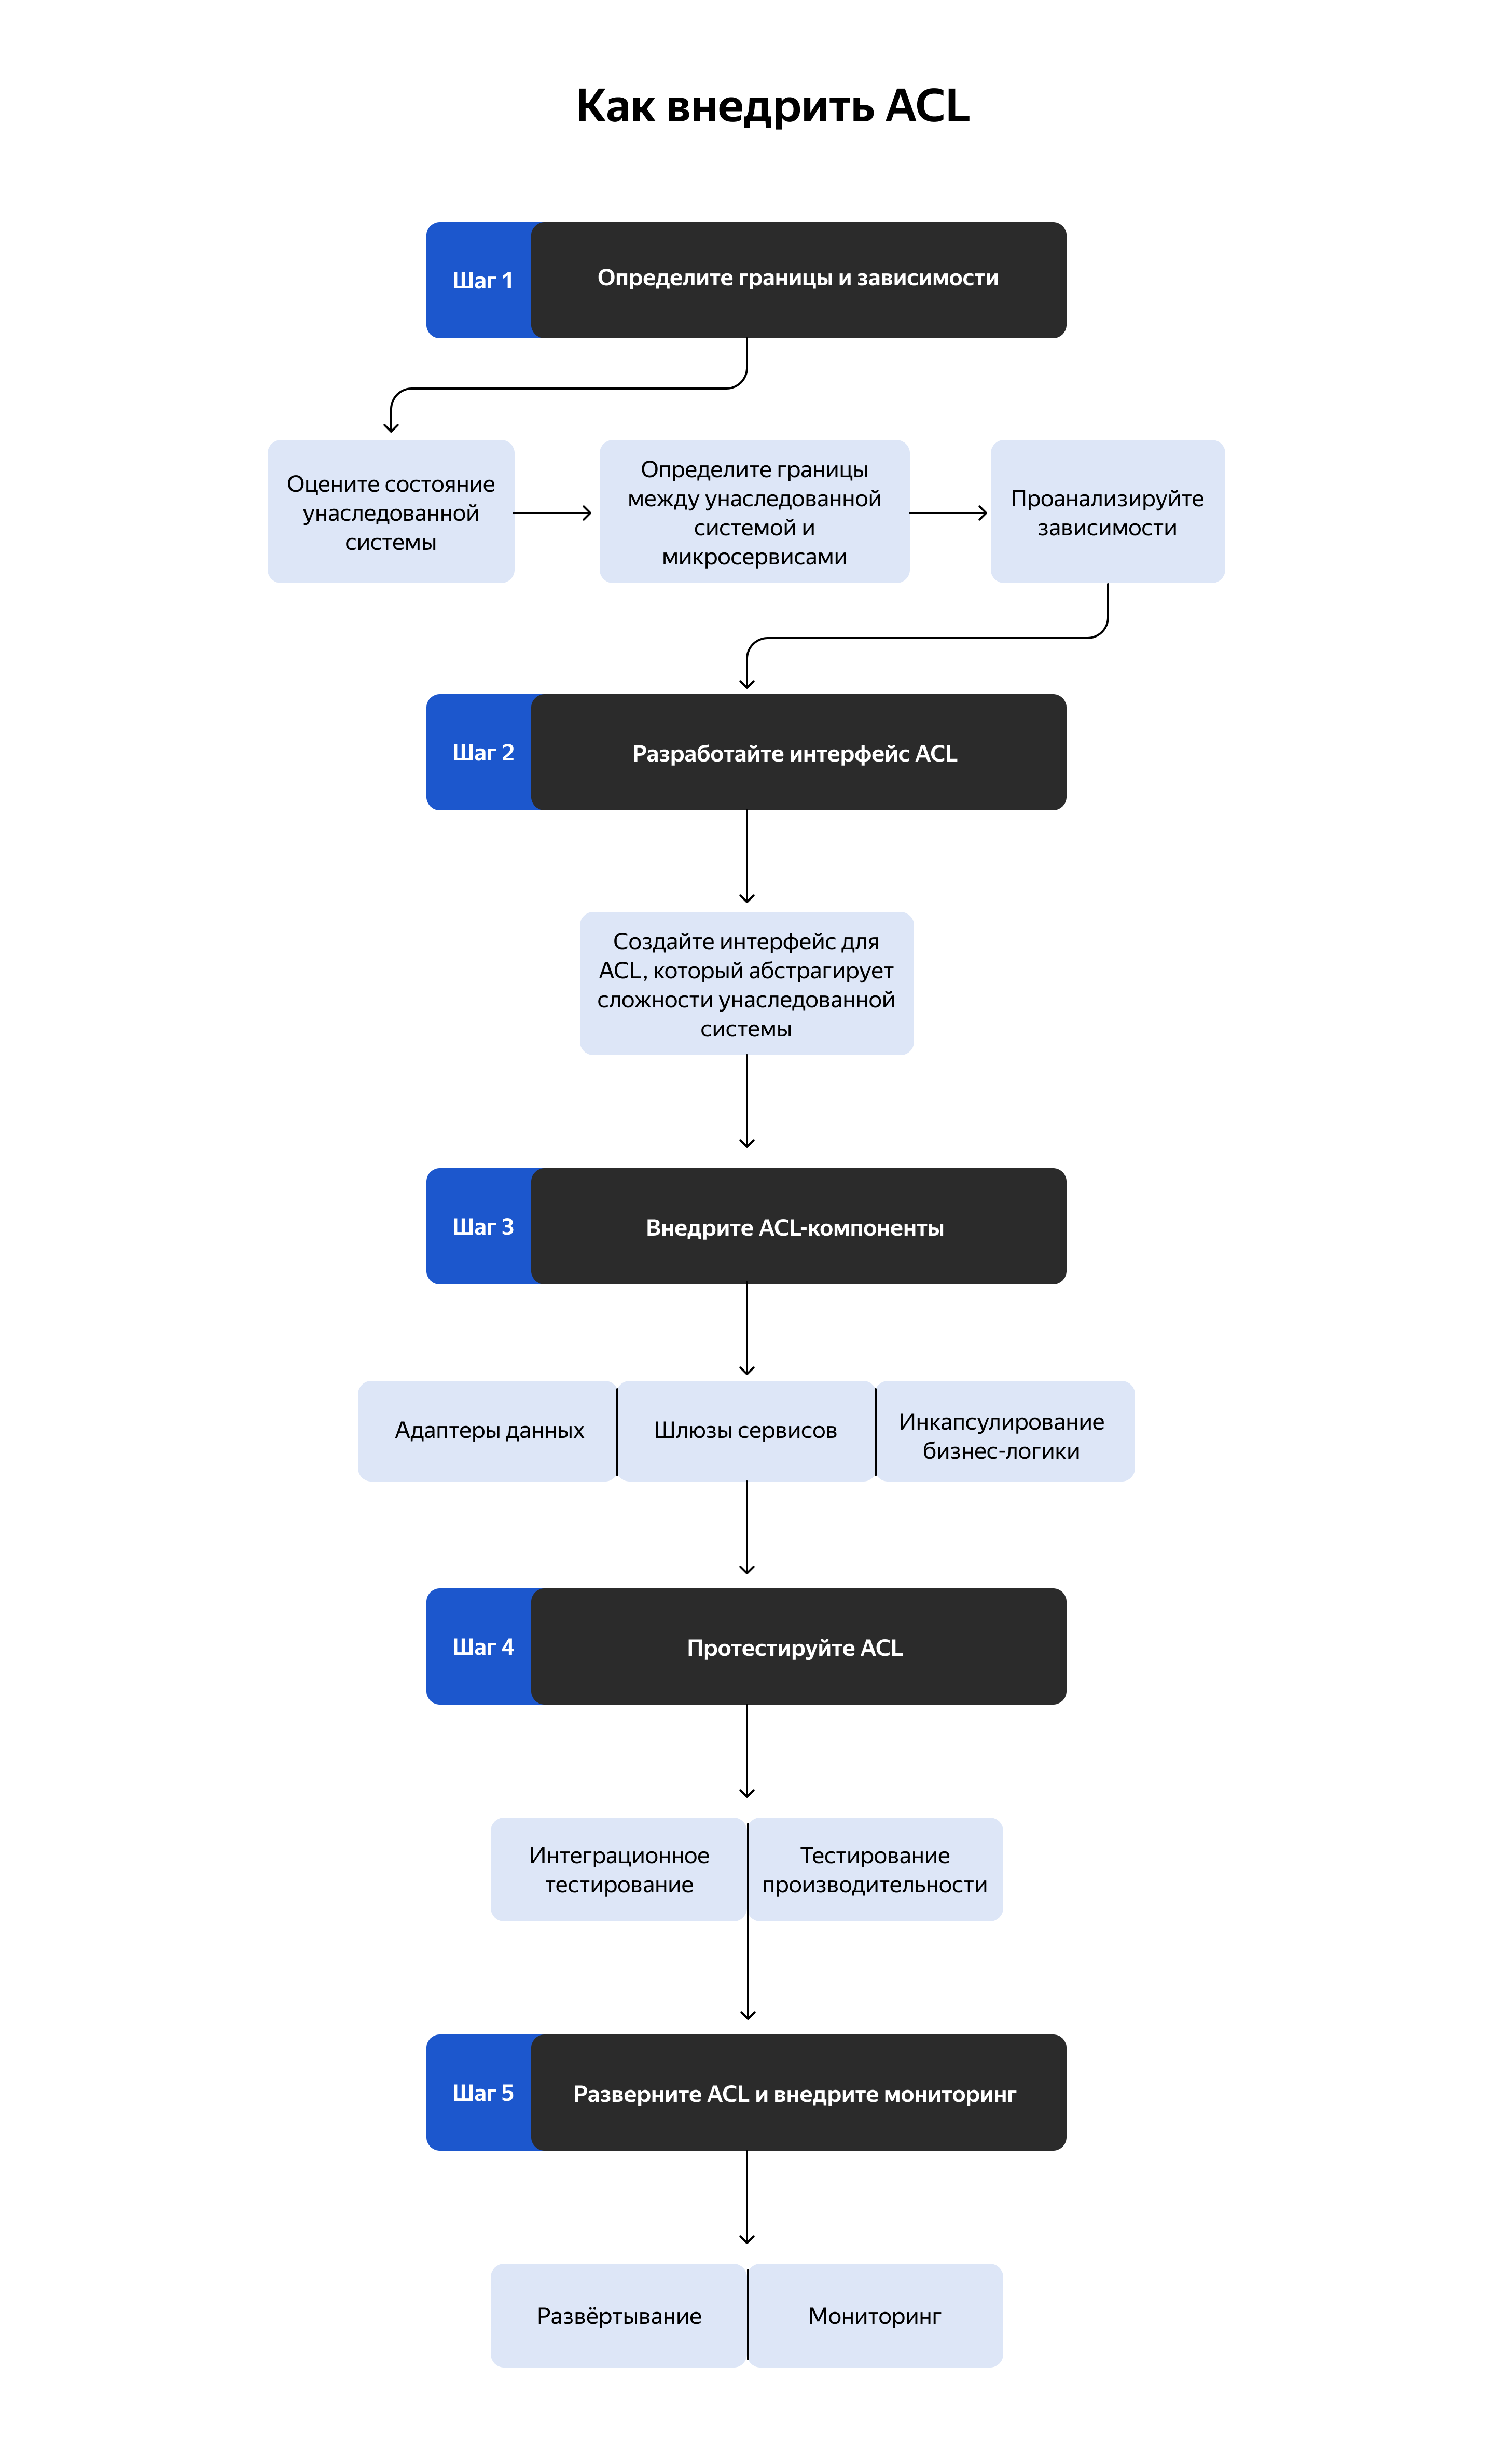 Как внедрить ACL
Шаг 1
Определите границы и зависимости
Оцените состояние
унаследованной
системы
Определите границы
между унаследованной
системой и
микросервисами
Проанализируйте
зависимости
Шаг 2
Разработайте интерфейс ACL
Создайте интерфейс для
ACL, который абстрагирует
сложности унаследованной
системы
Шаг 3
Внедрите ACL-компоненты
Адаптеры данных
Шлюзы сервисов
Инкапсулирование
бизнес-логики
Шаг 4
Протестируйте ACL
Интеграционное
тестирование
Тестирование
производительности
Шаг 5
Разверните ACL и внедрите мониторинг
Развёртывание
Мониторинг